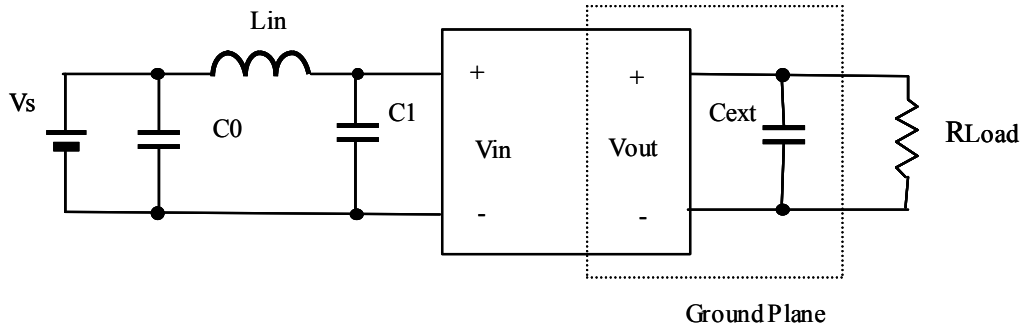 Lin
Vs
C0
C1
+
Vin
-
+
Vout
-
Cext
RLoad
Ground Plane